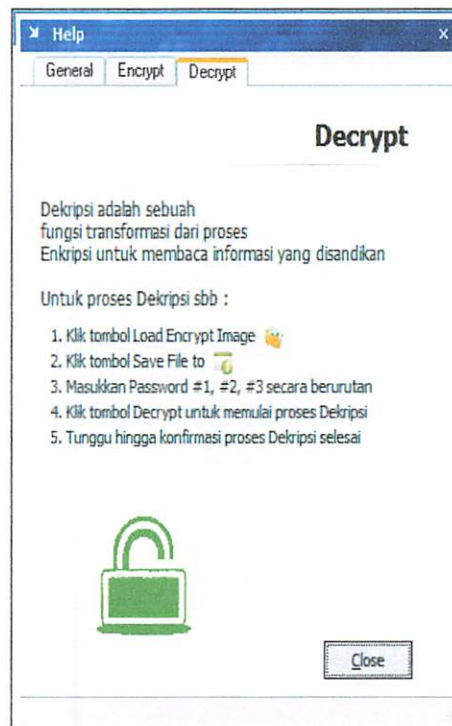 Help
x
General Encrypt Decrypt
Decrypt
Dekripsi adalah sebuah
fungsi transformasi dari proses
Enkripsi untuk membaca informasi yang disandikan
Untuk proses Dekripsi sbb :
1. Klik tombol Load Encrypt Image
2. Klik tombol Save File to
3. Masukkan Password #1, #2, #3 secara berurutan
4. Klik tombol Decrypt untuk memulai proses Dekripsi
5. Tunggu hingga konfirmasi proses Dekripsi selesai
Close